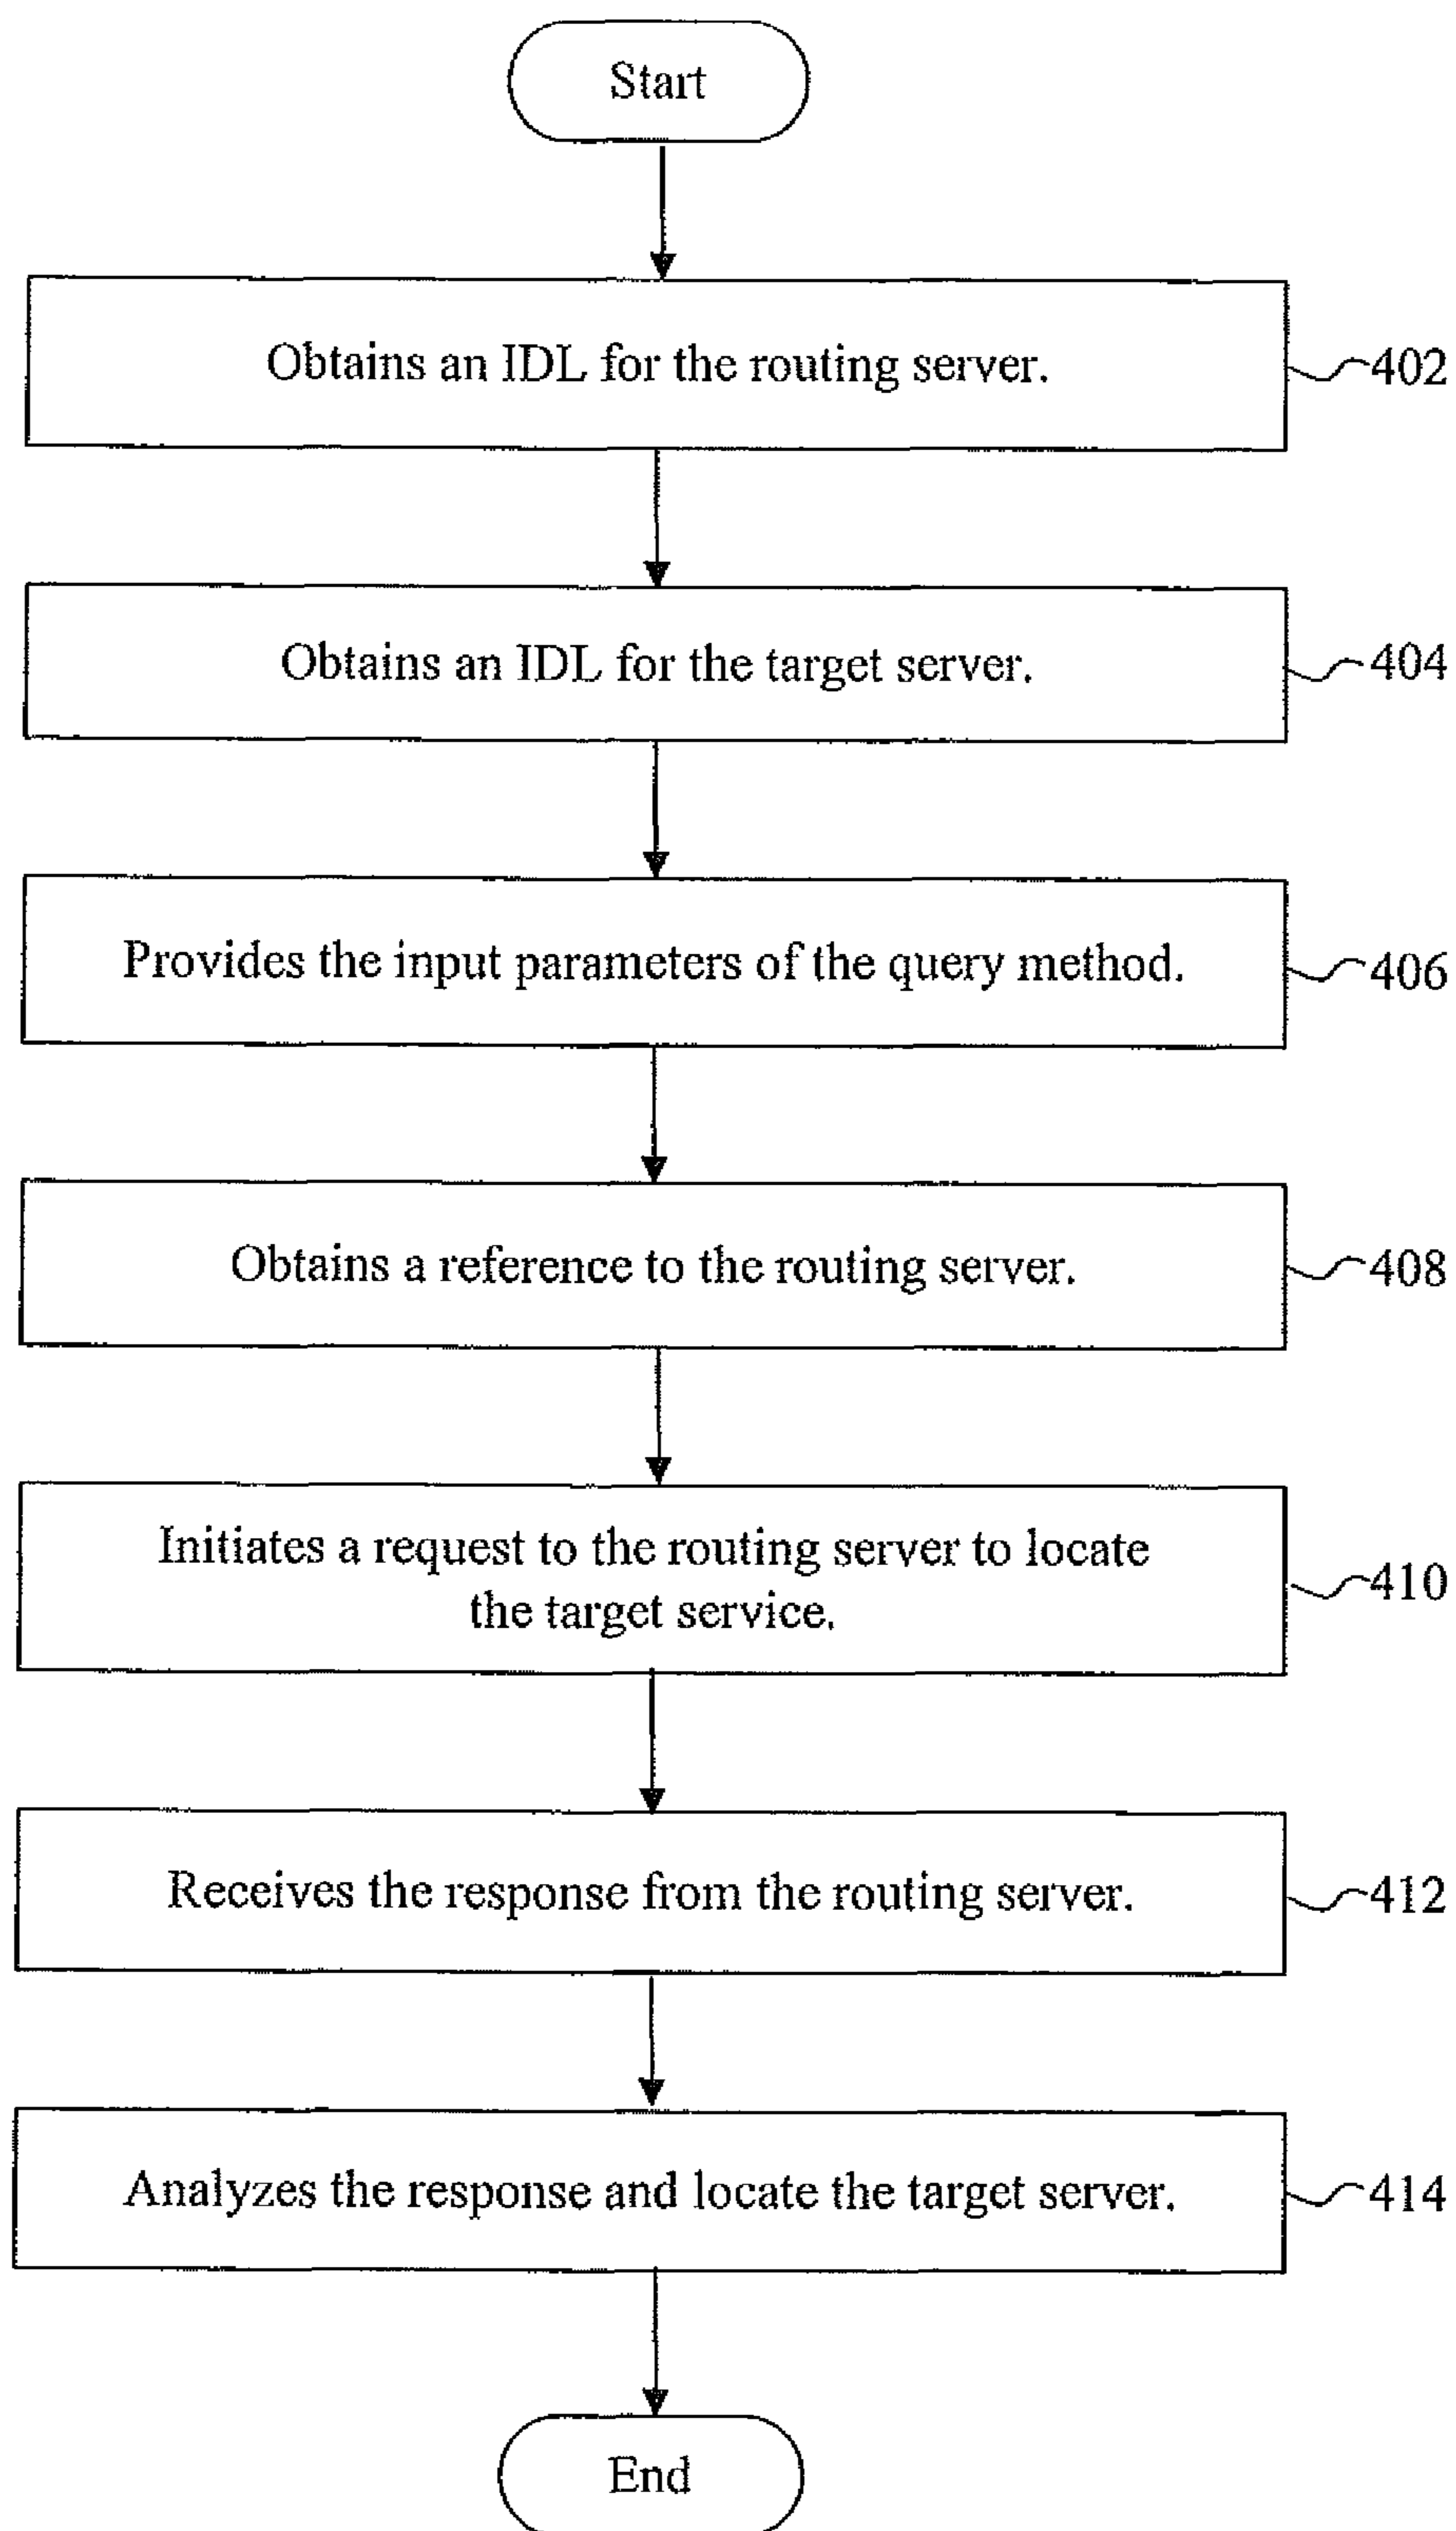 Start
Obtains an IDL for the routing server.
402
Obtains an IDL for the target server.
404
Provides the input parameters of the query method.
406
Obtains a reference to the routing server.
408
Initiates a request to the routing server to locate
the target service.
410
Receives the response from the routing server.
412
Analyzes the response and locate the target server.
414
End